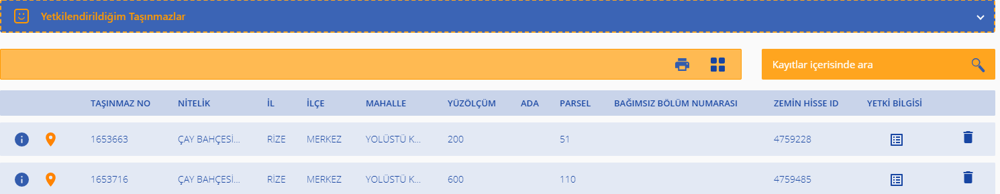 Yetkilendirildiğim Taşınmazlar
Kayıtlar içerisinde ara
TAŞINMAZ NO NİTELİK İL İLÇE MAHALLE YÜZÖLÇÜM ADA PARSEL BAĞIMSIZ BÖLÜM NUMARASI ZEMİN HİSSE ID YETKİ BİLGİSİ
1653663 ÇAY BAHÇESİ... RİZE MERKEZ YOLÜSTÜ K... 200 51 4759228
1653716 ÇAY BAHÇESİ... RİZE MERKEZ YOLÜSTÜ K... 600 110 4759485